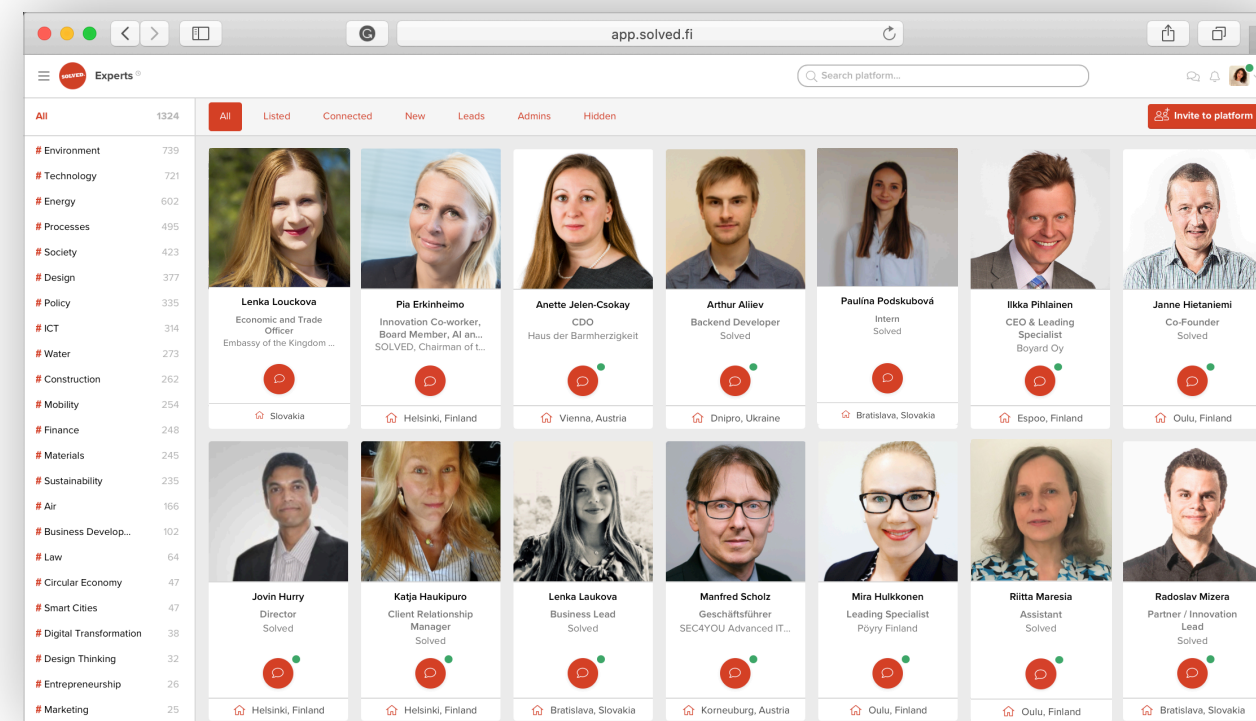 app.solved.fi
SOLVED
Experts
Search platform...
All 1324
All Listed Connected New Leads Admins Hidden
Invite to platform
# Environment 739
# Technology 721
# Energy 602
# Processes 495
# Society 423
# Design 377
# Policy 335
# ICT 314
# Water 273
# Construction 262
# Mobility 254
# Finance 248
# Materials 245
# Sustainability 235
# Air 166
# Business Develop... 102
# Law 64
# Circular Economy 47
# Smart Cities 47
# Digital Transformation 38
# Design Thinking 32
# Entrepreneurship 26
# Marketing 25
Lenka Louckova
Economic and Trade
Officer
Embassy of the Kingdom ...
Slovakia
Pia Erkinheimo
Innovation Co-worker,
Board Member, AI an...
SOLVED, Chairman of t...
Helsinki, Finland
Anette Jelen-Csokay
CDO
Haus der Barmherzigkeit
Vienna, Austria
Arthur Aliiev
Backend Developer
Solved
Dnipro, Ukraine
Paulína Podskubová
Intern
Solved
Bratislava, Slovakia
Ilkka Pihlainen
CEO & Leading
Specialist
Boyard Oy
Espoo, Finland
Janne Hietaniemi
Co-Founder
Solved
Oulu, Finland
Jovin Hurry
Director
Solved
Helsinki, Finland
Katja Haukipuro
Client Relationship
Manager
Solved
Helsinki, Finland
Lenka Laukova
Business Lead
Solved
Bratislava, Slovakia
Manfred Scholz
Geschäftsführer
SEC4YOU Advanced IT...
Korneuburg, Austria
Mira Hulkkonen
Leading Specialist
Pöyry Finland
Oulu, Finland
Riitta Maresia
Assistant
Solved
Oulu, Finland
Radoslav Mizera
Partner / Innovation
Lead
Solved
Bratislava, Slovakia